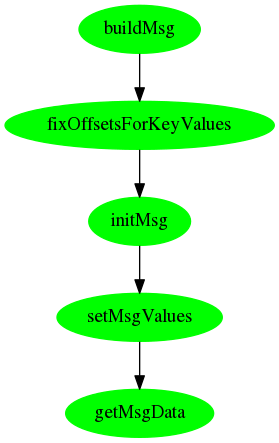 buildMsg
fixOffsetsForKeyValues
initMsg
setMsgValues
getMsgData